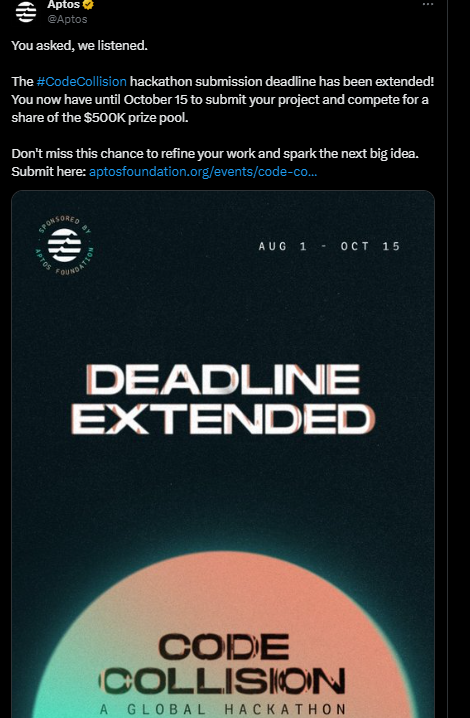 Aptos
@Aptos
You asked, we listened.
The #CodeCollision hackathon submission deadline has been extended!
You now have until October 15 to submit your project and compete for a
share of the $500K prize pool.
Don't miss this chance to refine your work and spark the next big idea.
Submit here: aptosfoundation.org/events/code-co...
SPONSORED BY
APTOS FOUNDATION
AUG 1 - OCT 15
DEADLINE
EXTENDED
CODE
COLLISION
A GLOBAL HACKATHON